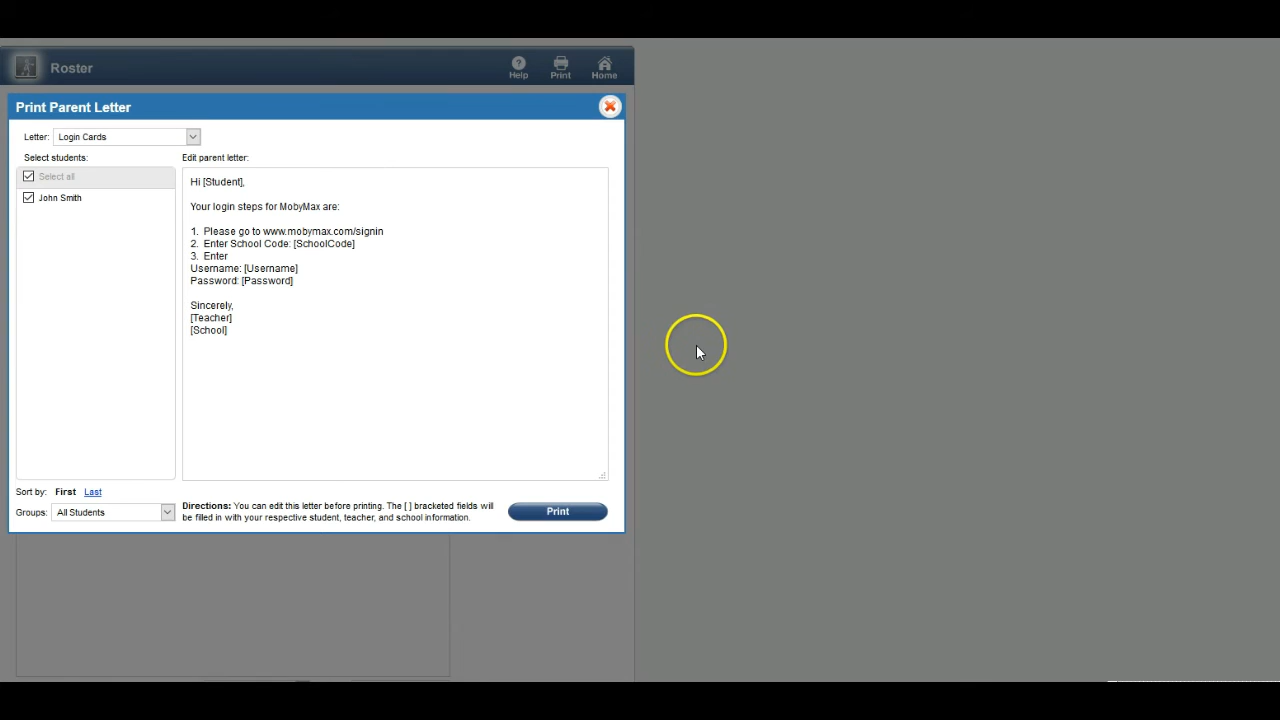 Roster
Help
Print
Home
Print Parent Letter
Letter: Login Cards
Select students:
Edit parent letter:
Select all
John Smith
Hi [Student],
Your login steps for MobyMax are:
1. Please go to www.mobymax.com/signin
2. Enter School Code: [SchoolCode]
3. Enter
Username: [Username]
Password: [Password]
Sincerely,
[Teacher]
[School]
Sort by: First Last
Groups: All Students
Directions: You can edit this letter before printing. The [ ] bracketed fields will
be filled in with your respective student, teacher, and school information.
Print